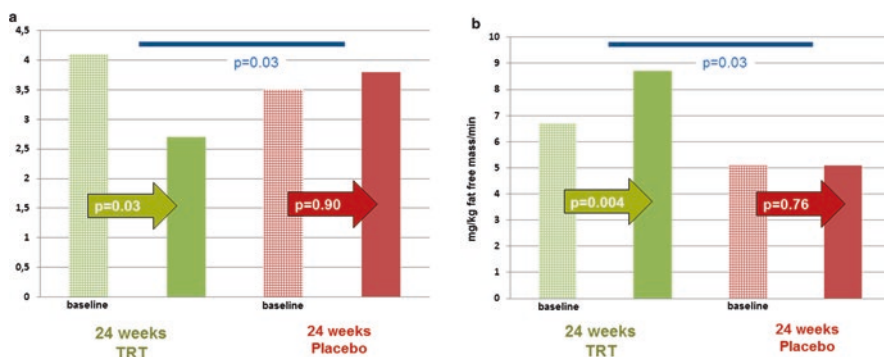 a
4,5
4
3,5
3
2,5
2
1,5
1
0,5
0
p=0.03
p=0.03
p=0.90
baseline
baseline
24 weeks
TRT
24 weeks
Placebo
b
mg/kg fat free mass/min
10
9
8
7
6
5
4
3
2
1
0
p=0.03
p=0.004
p=0.76
baseline
baseline
24 weeks
TRT
24 weeks
Placebo